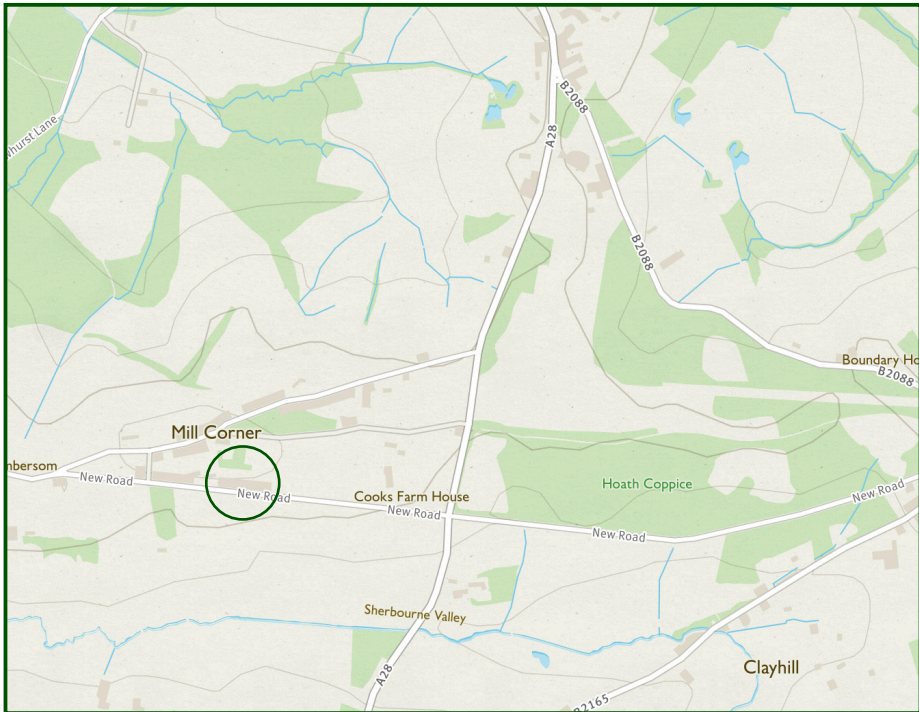 B2088
A28
whurst Lane
B2088
Boundary Ho
B2088
Mill Corner
mbersom
New Road
New Road
Cooks Farm House
New Road
Hoath Coppice
New Road
New Road
Sherbourne Valley
Clayhill
A28
B2165